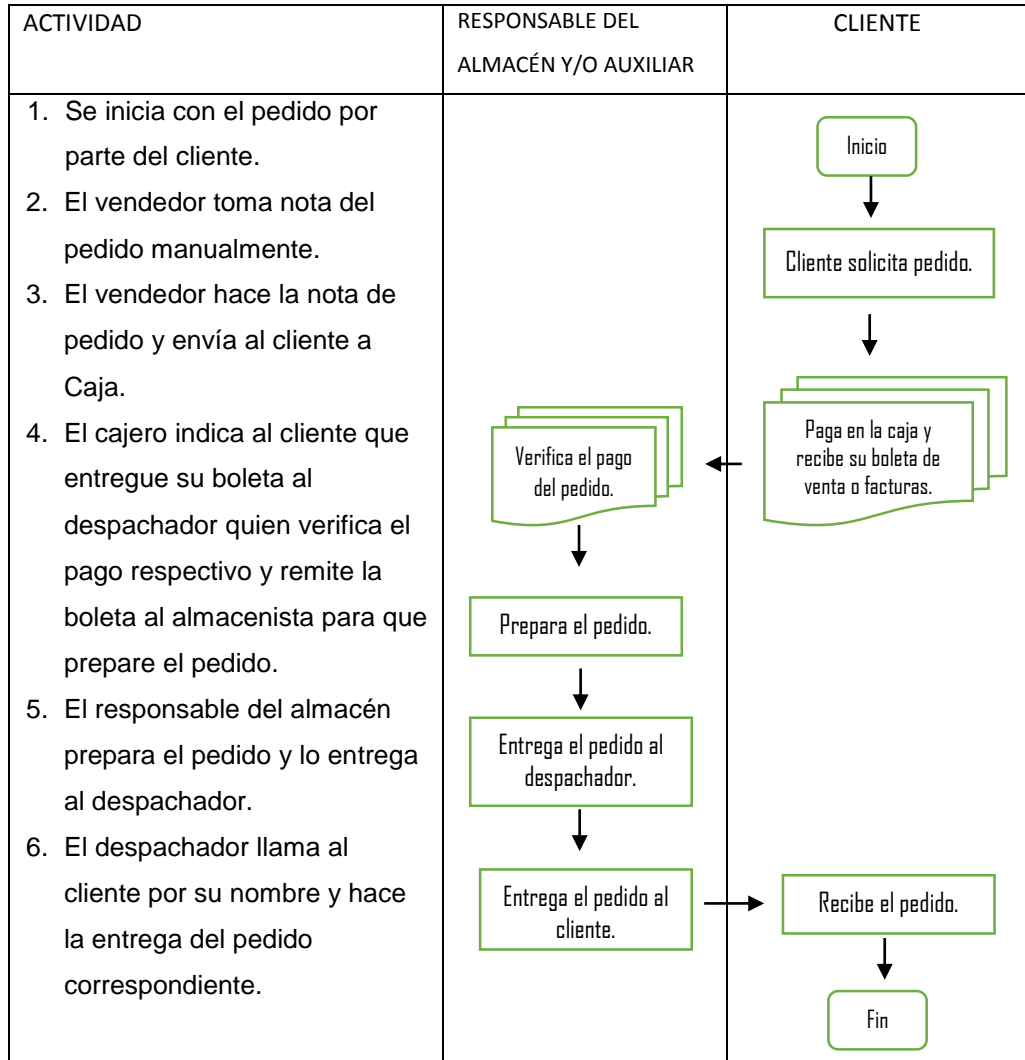 ACTIVIDAD
RESPONSABLE DEL
ALMACÉN Y/O AUXILIAR
CLIENTE
1. Se inicia con el pedido por
parte del cliente.
2. El vendedor toma nota del
pedido manualmente.
3. El vendedor hace la nota de
pedido y envía al cliente a
Caja.
4. El cajero indica al cliente que
entregue su boleta al
despachador quien verifica el
pago respectivo y remite la
boleta al almacenista para que
prepare el pedido.
5. El responsable del almacén
prepara el pedido y lo entrega
al despachador.
6. El despachador llama al
cliente por su nombre y hace
la entrega del pedido
correspondiente.
Inicio
Cliente solicita pedido.
Paga en la caja y
recibe su boleta de
venta o facturas.
Verifica el pago
del pedido.
Prepara el pedido.
Entrega el pedido al
despachador.
Entrega el pedido al
cliente.
Recibe el pedido.
Fin